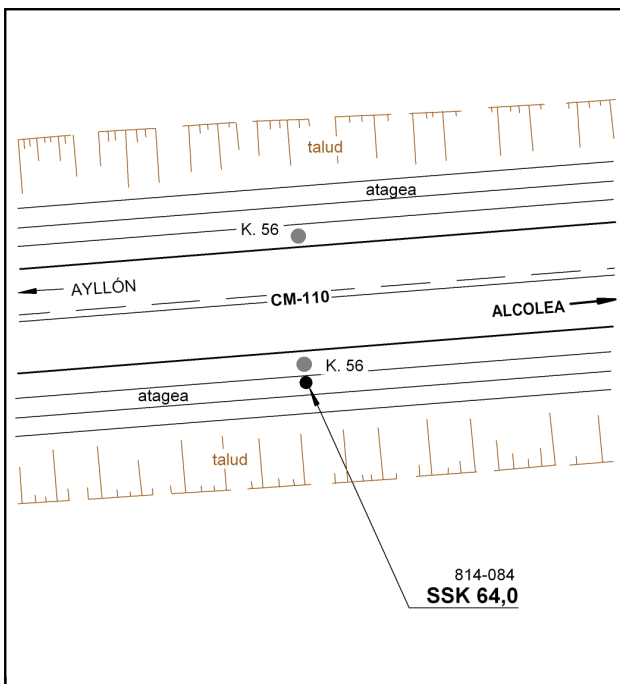 talud
atagea
K. 56
AYLLÓN
CM-110
ALCOLEA
K. 56
atagea
talud
814-084
SSK 64,0